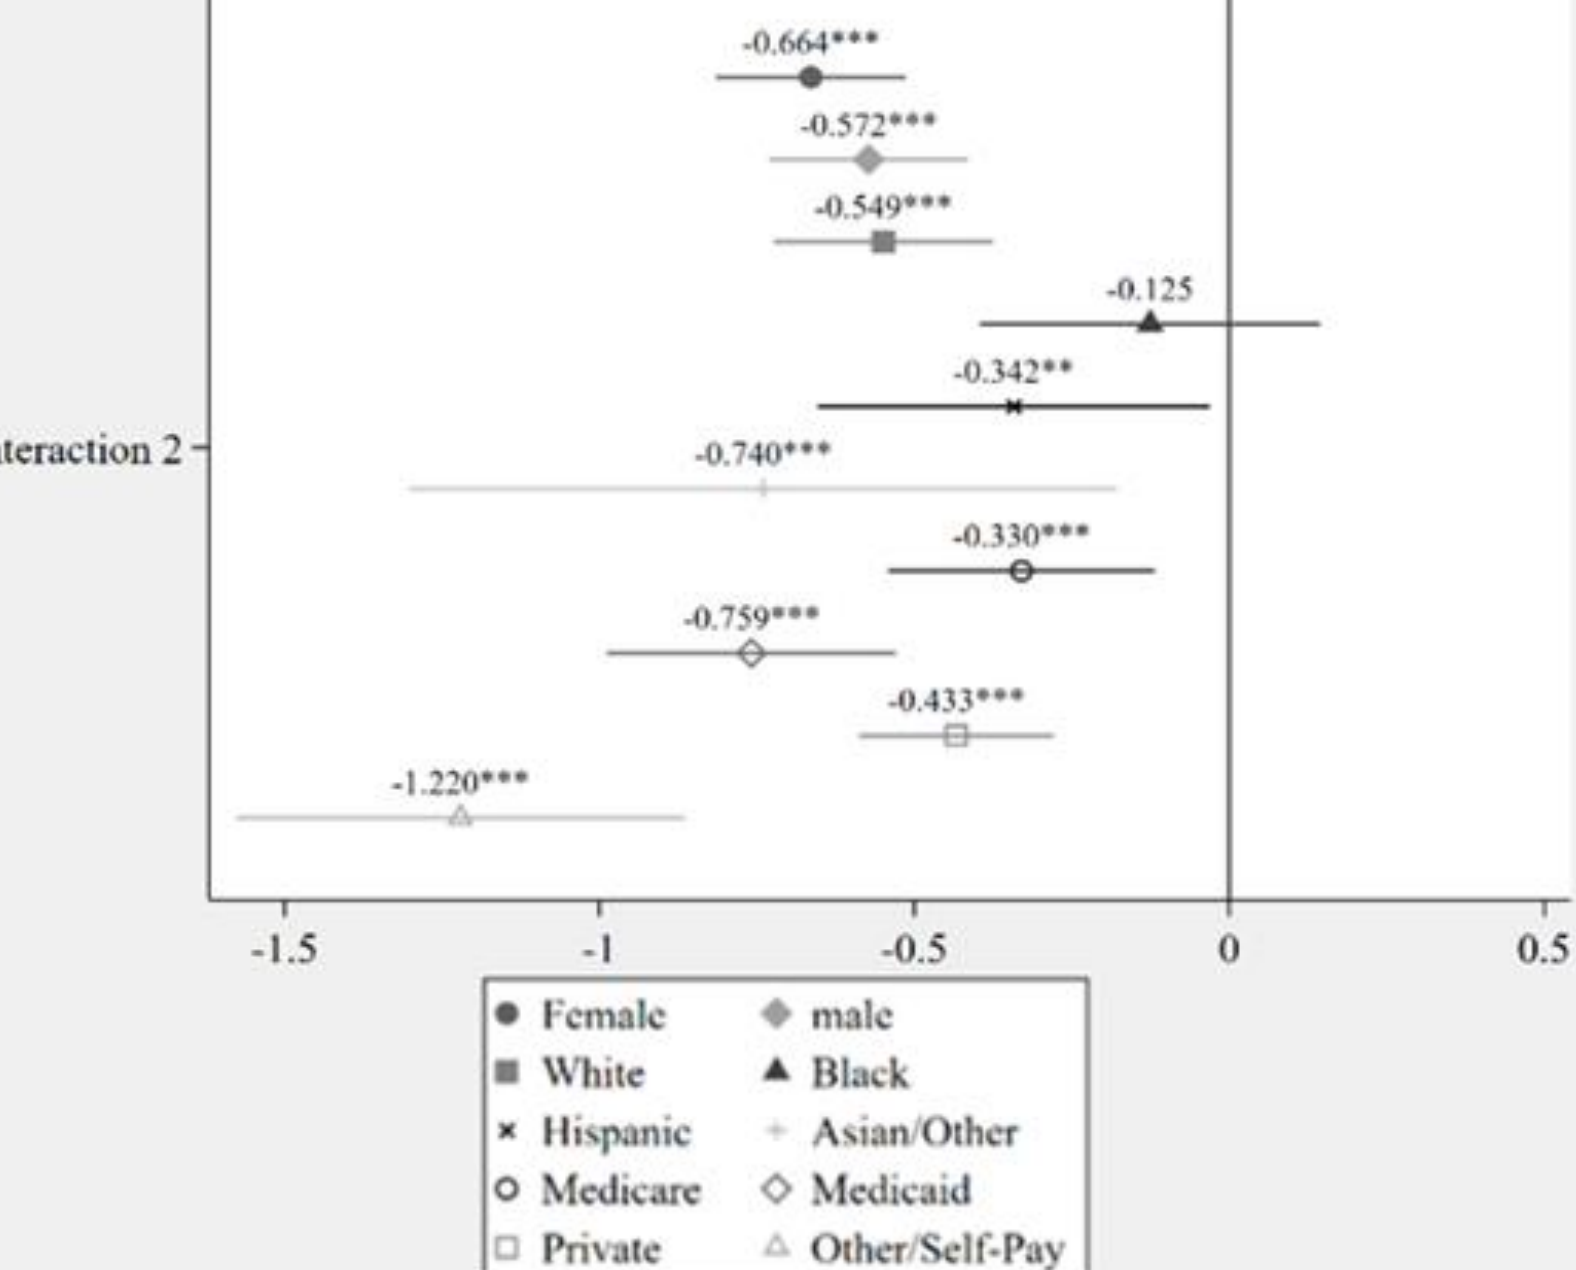 -0.664***
-0.572***
-0.549***
-0.125
-0.342**
nteraction 2
-0.740***
-0.330***
-0.759***
-0.433***
-1.220***
-1.5 -1 -0.5 0 0.5
Female male
White Black
Hispanic Asian/Other
Medicare Medicaid
Private Other/Self-Pay